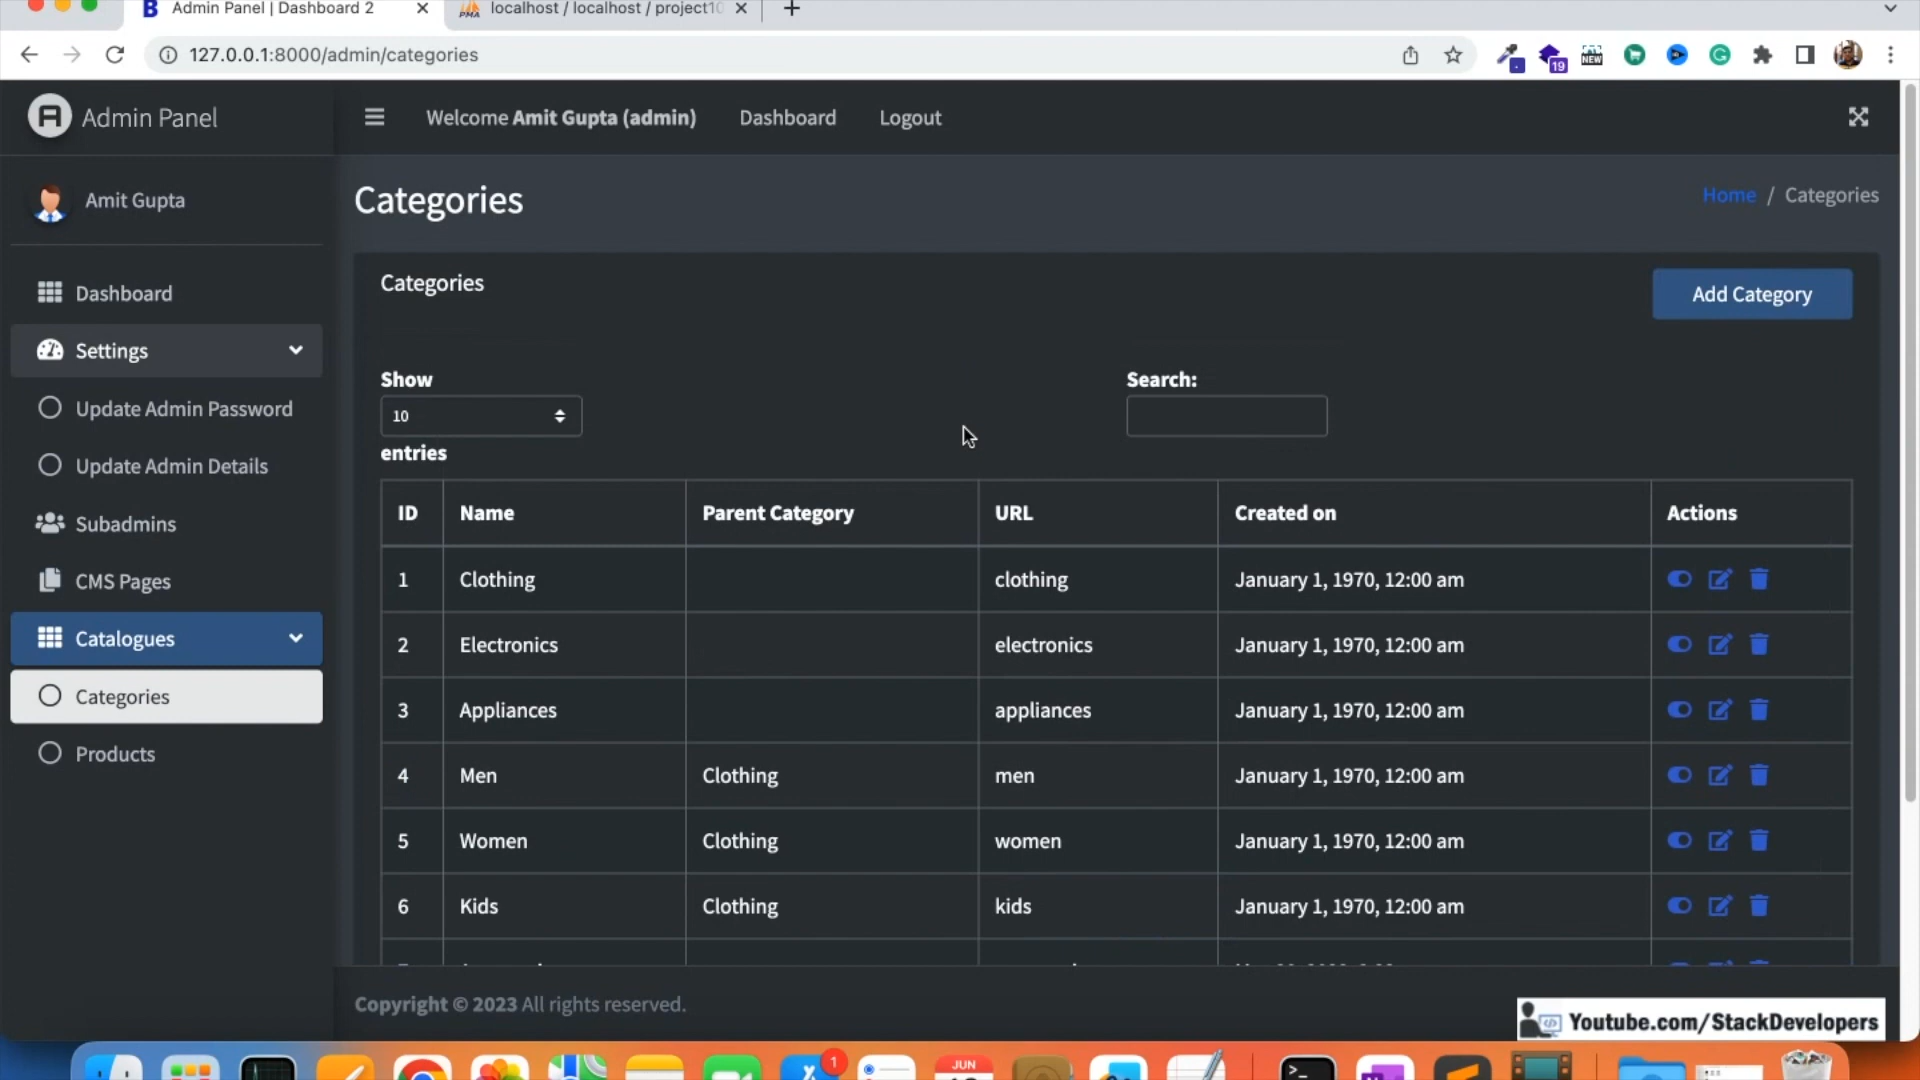 Admin Panel | Dashboard 2
localhost / localhost / project10
127.0.0.1:8000/admin/categories
19
NEW
Admin Panel
Welcome Amit Gupta (admin) Dashboard Logout
Amit Gupta
Categories
Home / Categories
Dashboard
Settings
Update Admin Password
Update Admin Details
Subadmins
CMS Pages
Catalogues
Categories
Products
Categories
Add Category
Show
10
entries
Search:
ID Name Parent Category URL Created on Actions
1 Clothing clothing January 1, 1970, 12:00 am
2 Electronics electronics January 1, 1970, 12:00 am
3 Appliances appliances January 1, 1970, 12:00 am
4 Men Clothing men January 1, 1970, 12:00 am
5 Women Clothing women January 1, 1970, 12:00 am
6 Kids Clothing kids January 1, 1970, 12:00 am
Copyright © 2023 All rights reserved.
Youtube.com/StackDevelopers
1
JUN